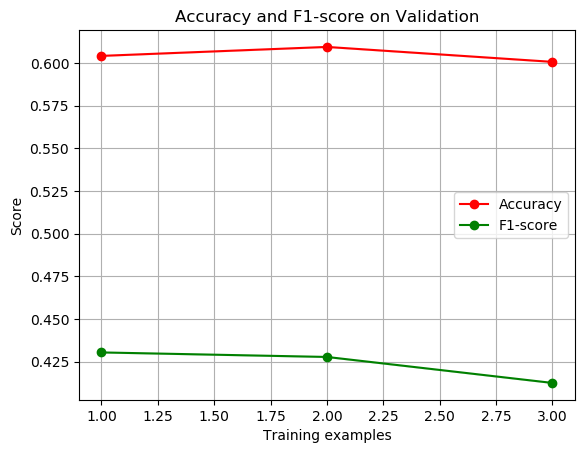 Accuracy and F1-score on Validation
0.600
0.575
0.550
0.525
0.500
0.475
0.450
0.425
Score
Accuracy
F1-score
1.00 1.25 1.50 1.75 2.00 2.25 2.50 2.75 3.00
Training examples